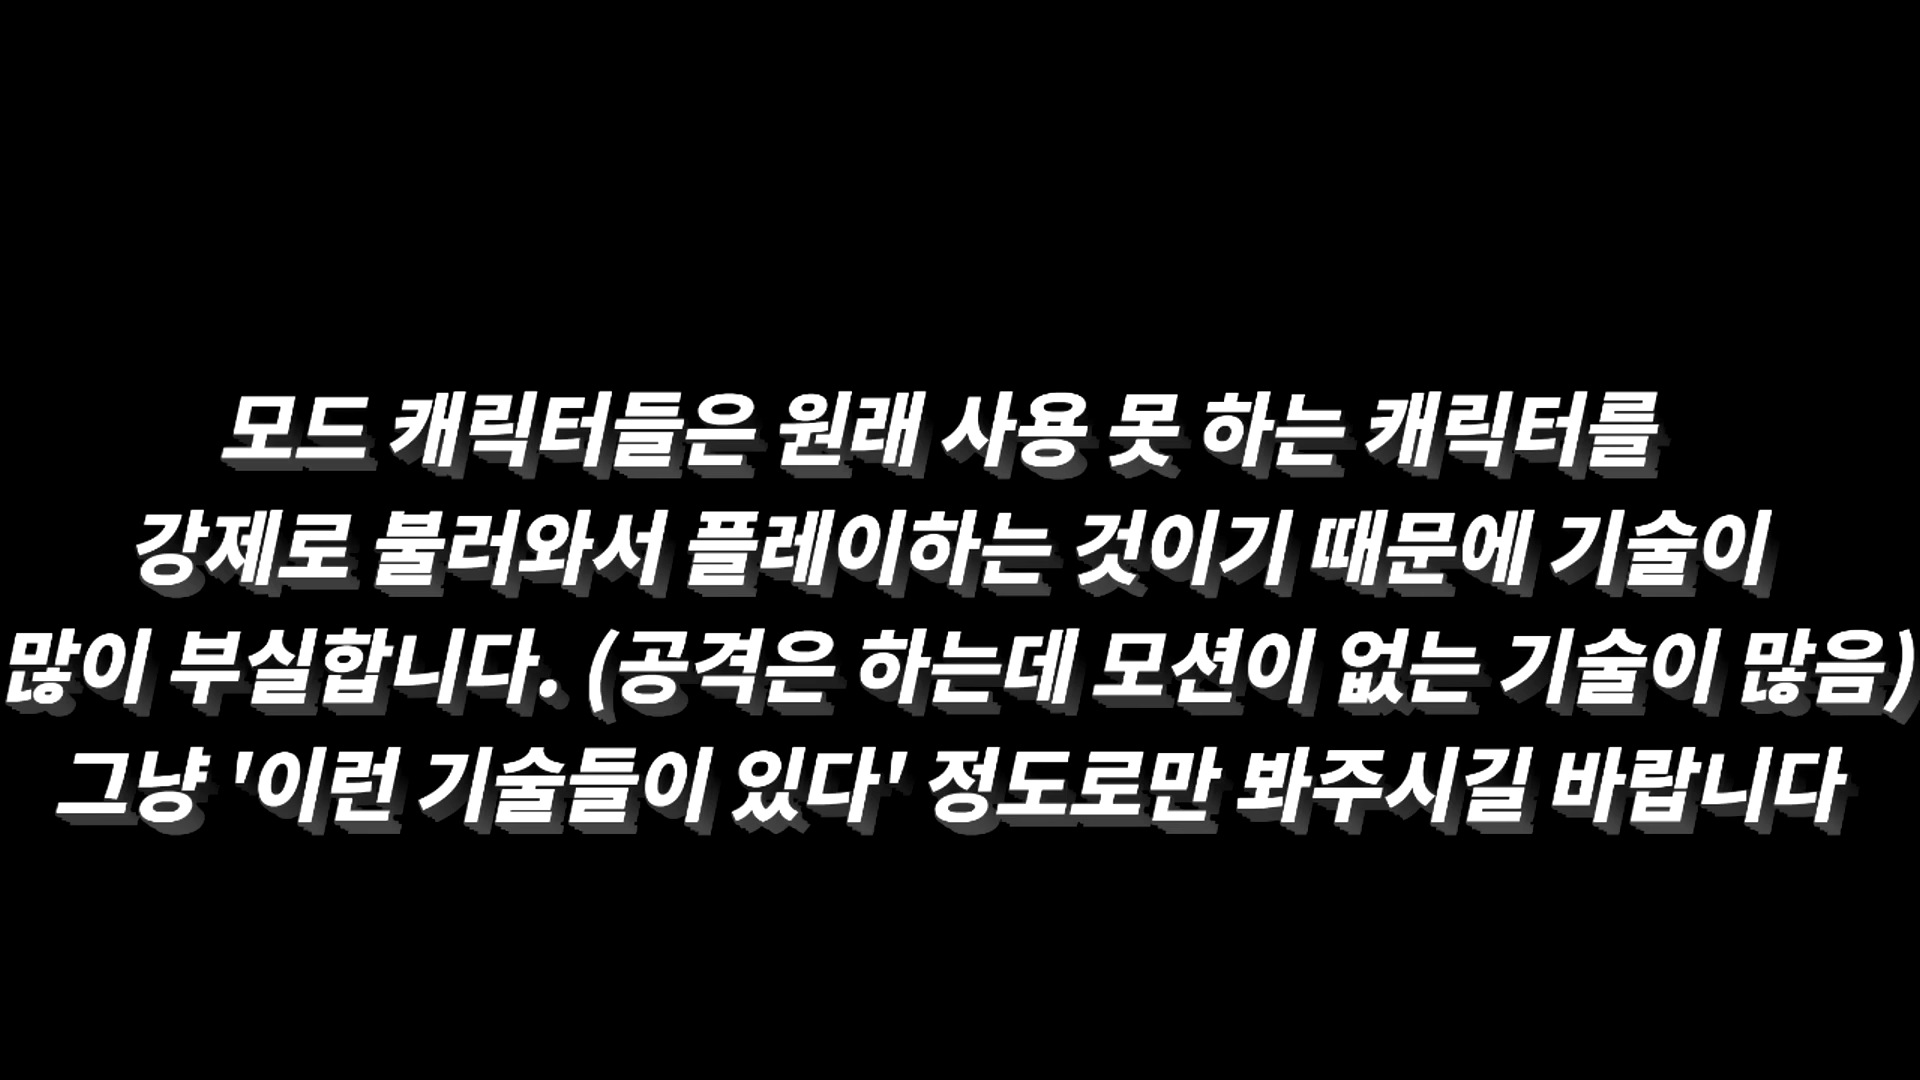 모드 캐릭터들은 원래 사용 못 하는 캐릭터를
강제로 불러와서 플레이하는 것이기 때문에 기술이
많이 부실합니다. (공격은 하는데 모션이 없는 기술이 많음)
그냥 '이런 기술들이 있다' 정도로만 봐주시길 바랍니다